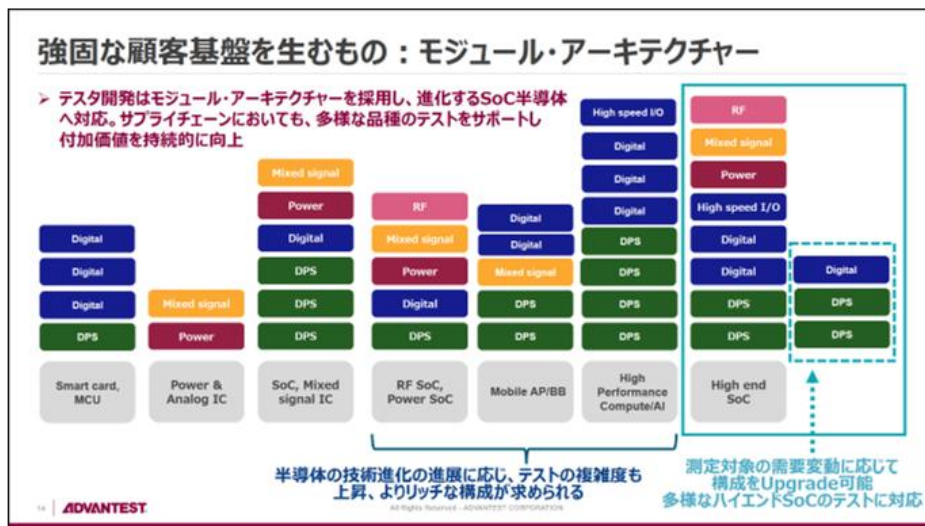 強固な顧客基盤を生むもの：モジュール・アーキテクチャー
➢ テスタ開発はモジュール・アーキテクチャーを採用し、進化するSoC半導体
へ対応。サプライチェーンにおいても、多様な品種のテストをサポートし
付加価値を持続的に向上
Digital
Digital
Digital
DPS
Smart card,
MCU
Mixed signal
Power
Power &
Analog IC
Mixed signal
Power
Digital
DPS
DPS
DPS
SoC, Mixed
signal IC
RF
Mixed signal
Power
Digital
DPS
RF SoC,
Power SoC
Digital
Digital
Mixed signal
DPS
DPS
Mobile AP/BB
High speed I/O
Digital
Digital
Digital
DPS
DPS
DPS
DPS
High
Performance
Compute/AI
RF
Mixed signal
Power
High speed I/O
Digital
Digital
DPS
DPS
High end
SoC
Digital
DPS
DPS
半導体の技術進化の進展に応じ、テストの複雑度も
上昇、よりリッチな構成が求められる
測定対象の需要変動に応じて
構成をUpgrade可能
多様なハイエンドSoCのテストに対応
14
ADVANTEST
All Rights Reserved - ADVANTEST CORPORATION